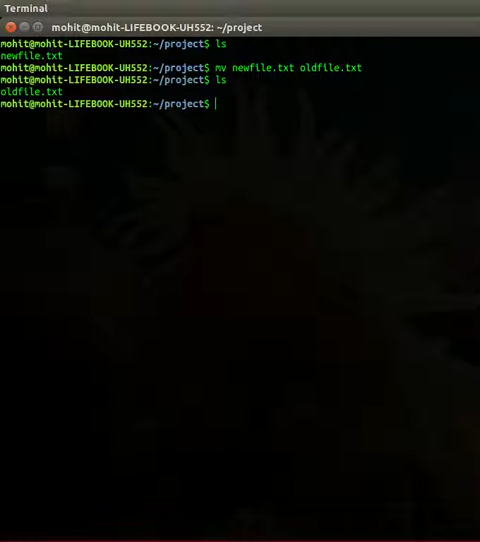 Terminal
mohit@mohit-LIFEBOOK-UH552: ~/project
mohit@mohit-LIFEBOOK-UH552:~/project$ ls
newfile.txt
mohit@mohit-LIFEBOOK-UH552:~/project$ mv newfile.txt oldfile.txt
mohit@mohit-LIFEBOOK-UH552:~/project$ ls
oldfile.txt
mohit@mohit-LIFEBOOK-UH552:~/project$